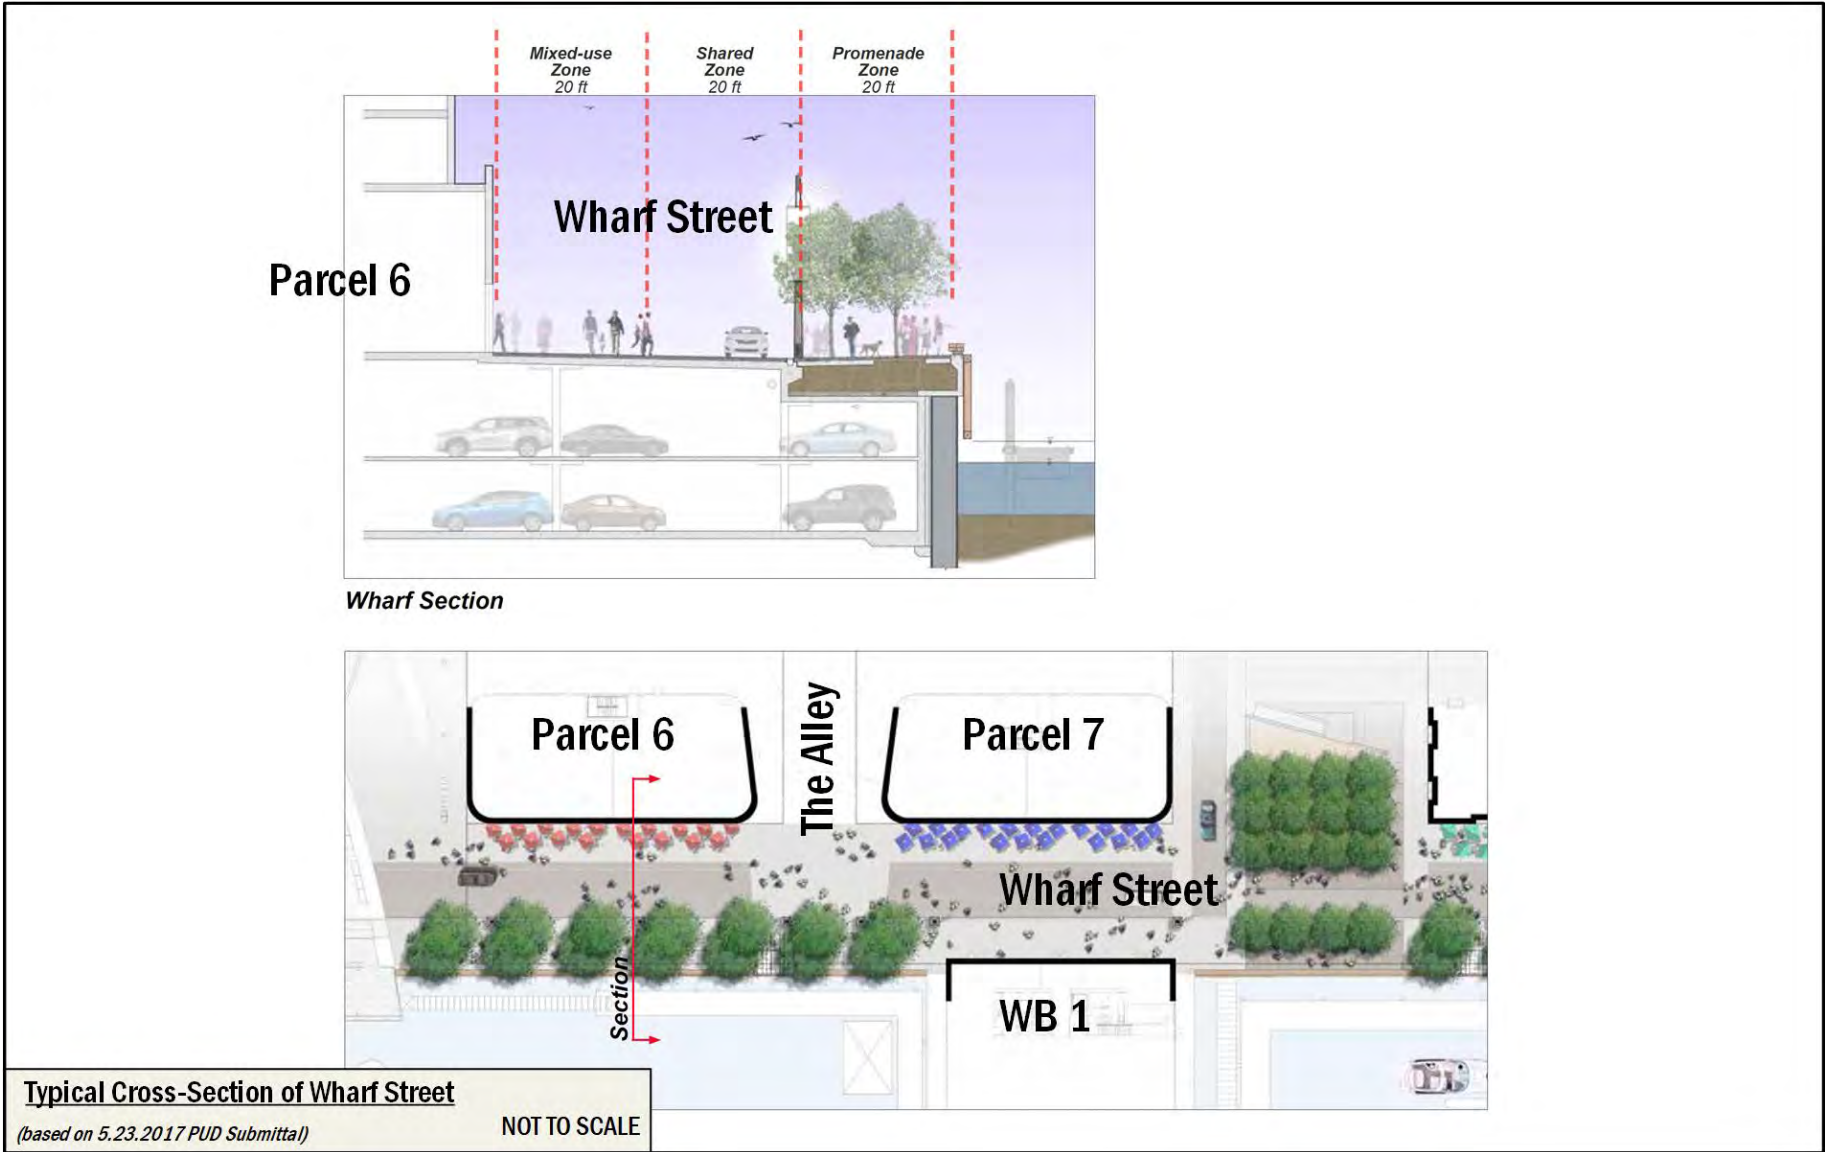 Mixed-use
Zone
20 ft
Shared
Zone
20 ft
Promenade
Zone
20 ft
Wharf Street
Parcel 6
Wharf Section
Parcel 6
The Alley
Parcel 7
Wharf Street
Section
WB 1
Typical Cross-Section of Wharf Street
(based on 5.23.2017 PUD Submittal)
NOT TO SCALE